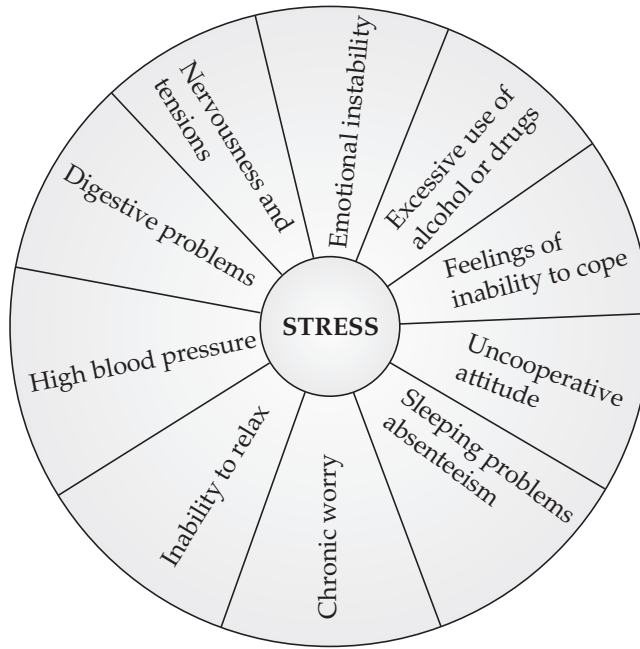 Emotional instability
Excessive use of
alcohol or drugs
Feelings of
inability to cope
Uncooperative
attitude
Sleeping problems
absenteeism
Chronic worry
Inability to relax
High blood pressure
Digestive problems
Nervousness and
tensions
STRESS